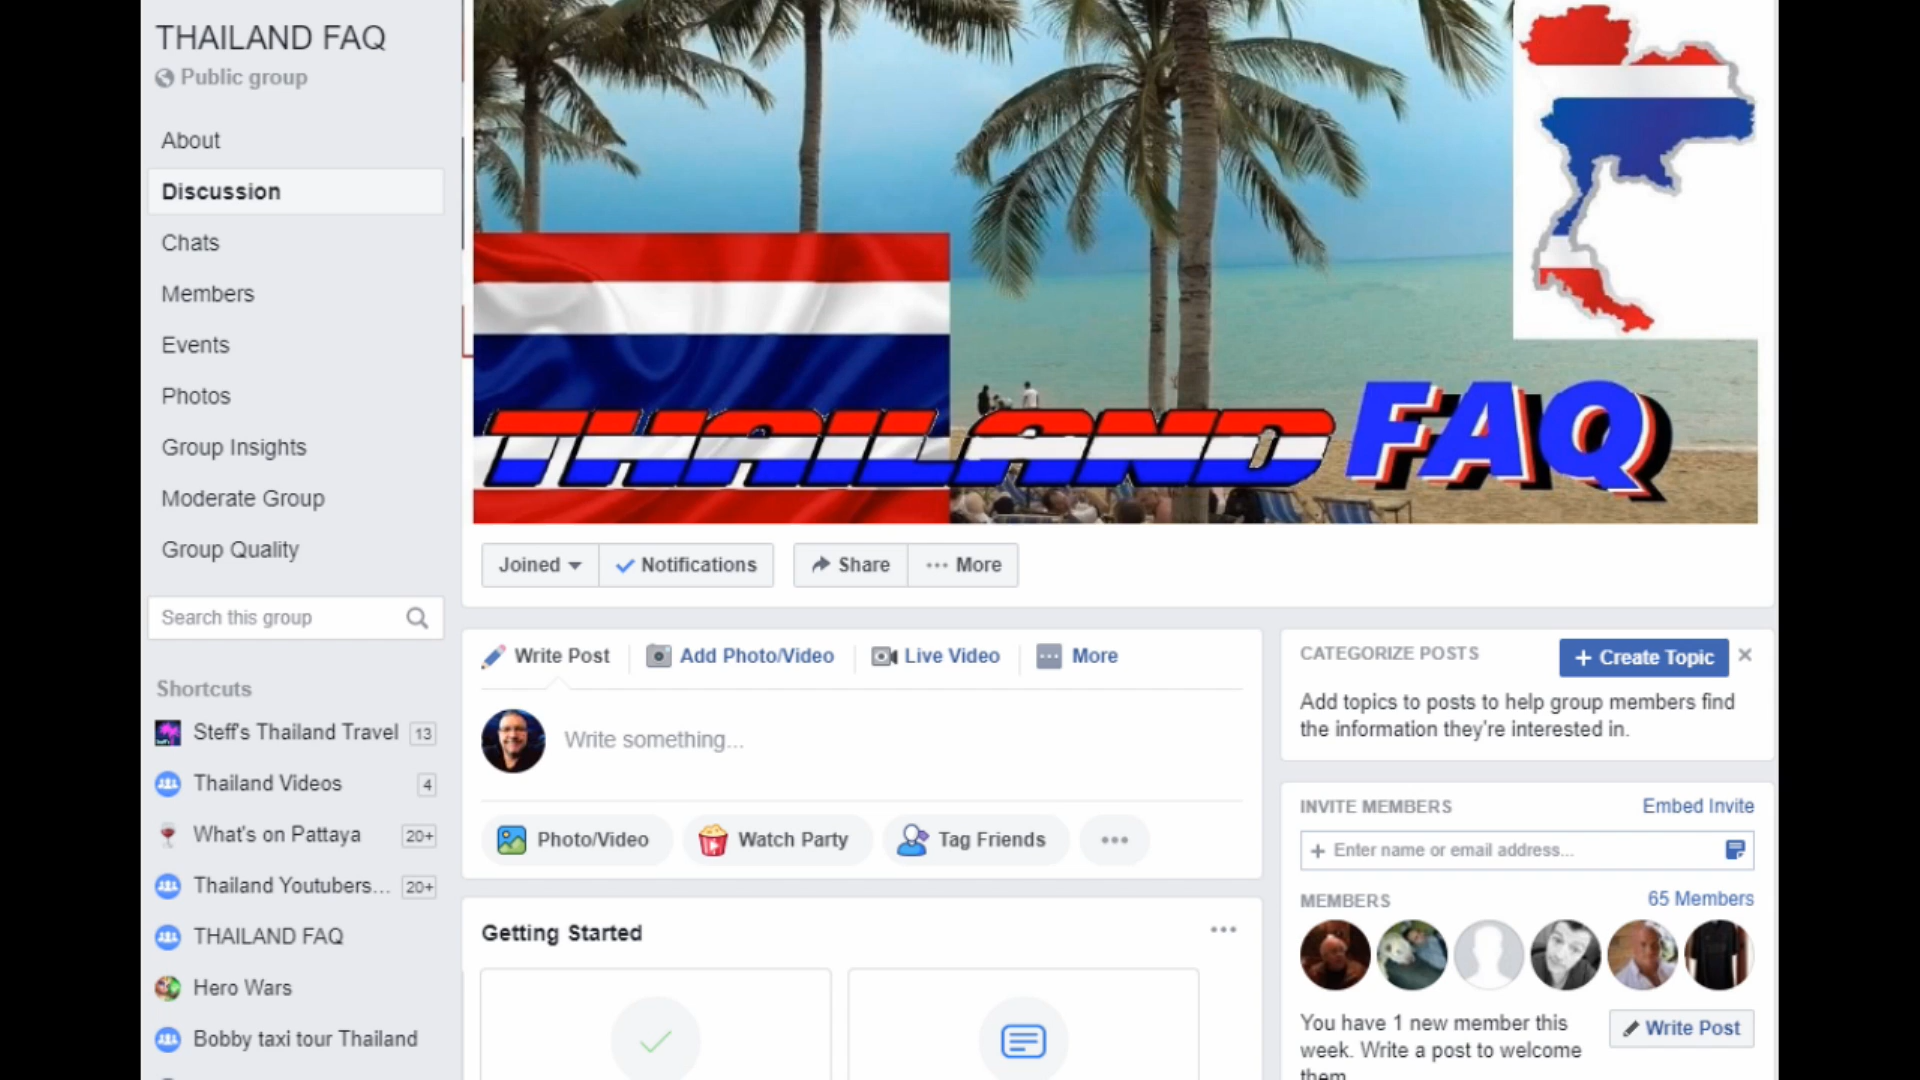 THAILAND FAQ
Public group
About
Discussion
Chats
Members
Events
Photos
Group Insights
Moderate Group
Group Quality
Search this group
Shortcuts
Steff's Thailand Travel 13
Thailand Videos 4
What's on Pattaya 20+
Thailand Youtubers... 20+
THAILAND FAQ
Hero Wars
Bobby taxi tour Thailand
THAILAND FAQ
Joined Notifications Share More
Write Post Add Photo/Video Live Video More
Write something...
Photo/Video Watch Party Tag Friends
Getting Started
CATEGORIZE POSTS + Create Topic
Add topics to posts to help group members find
the information they're interested in.
INVITE MEMBERS Embed Invite
+ Enter name or email address...
MEMBERS 65 Members
You have 1 new member this
week. Write a post to welcome
them.
Write Post